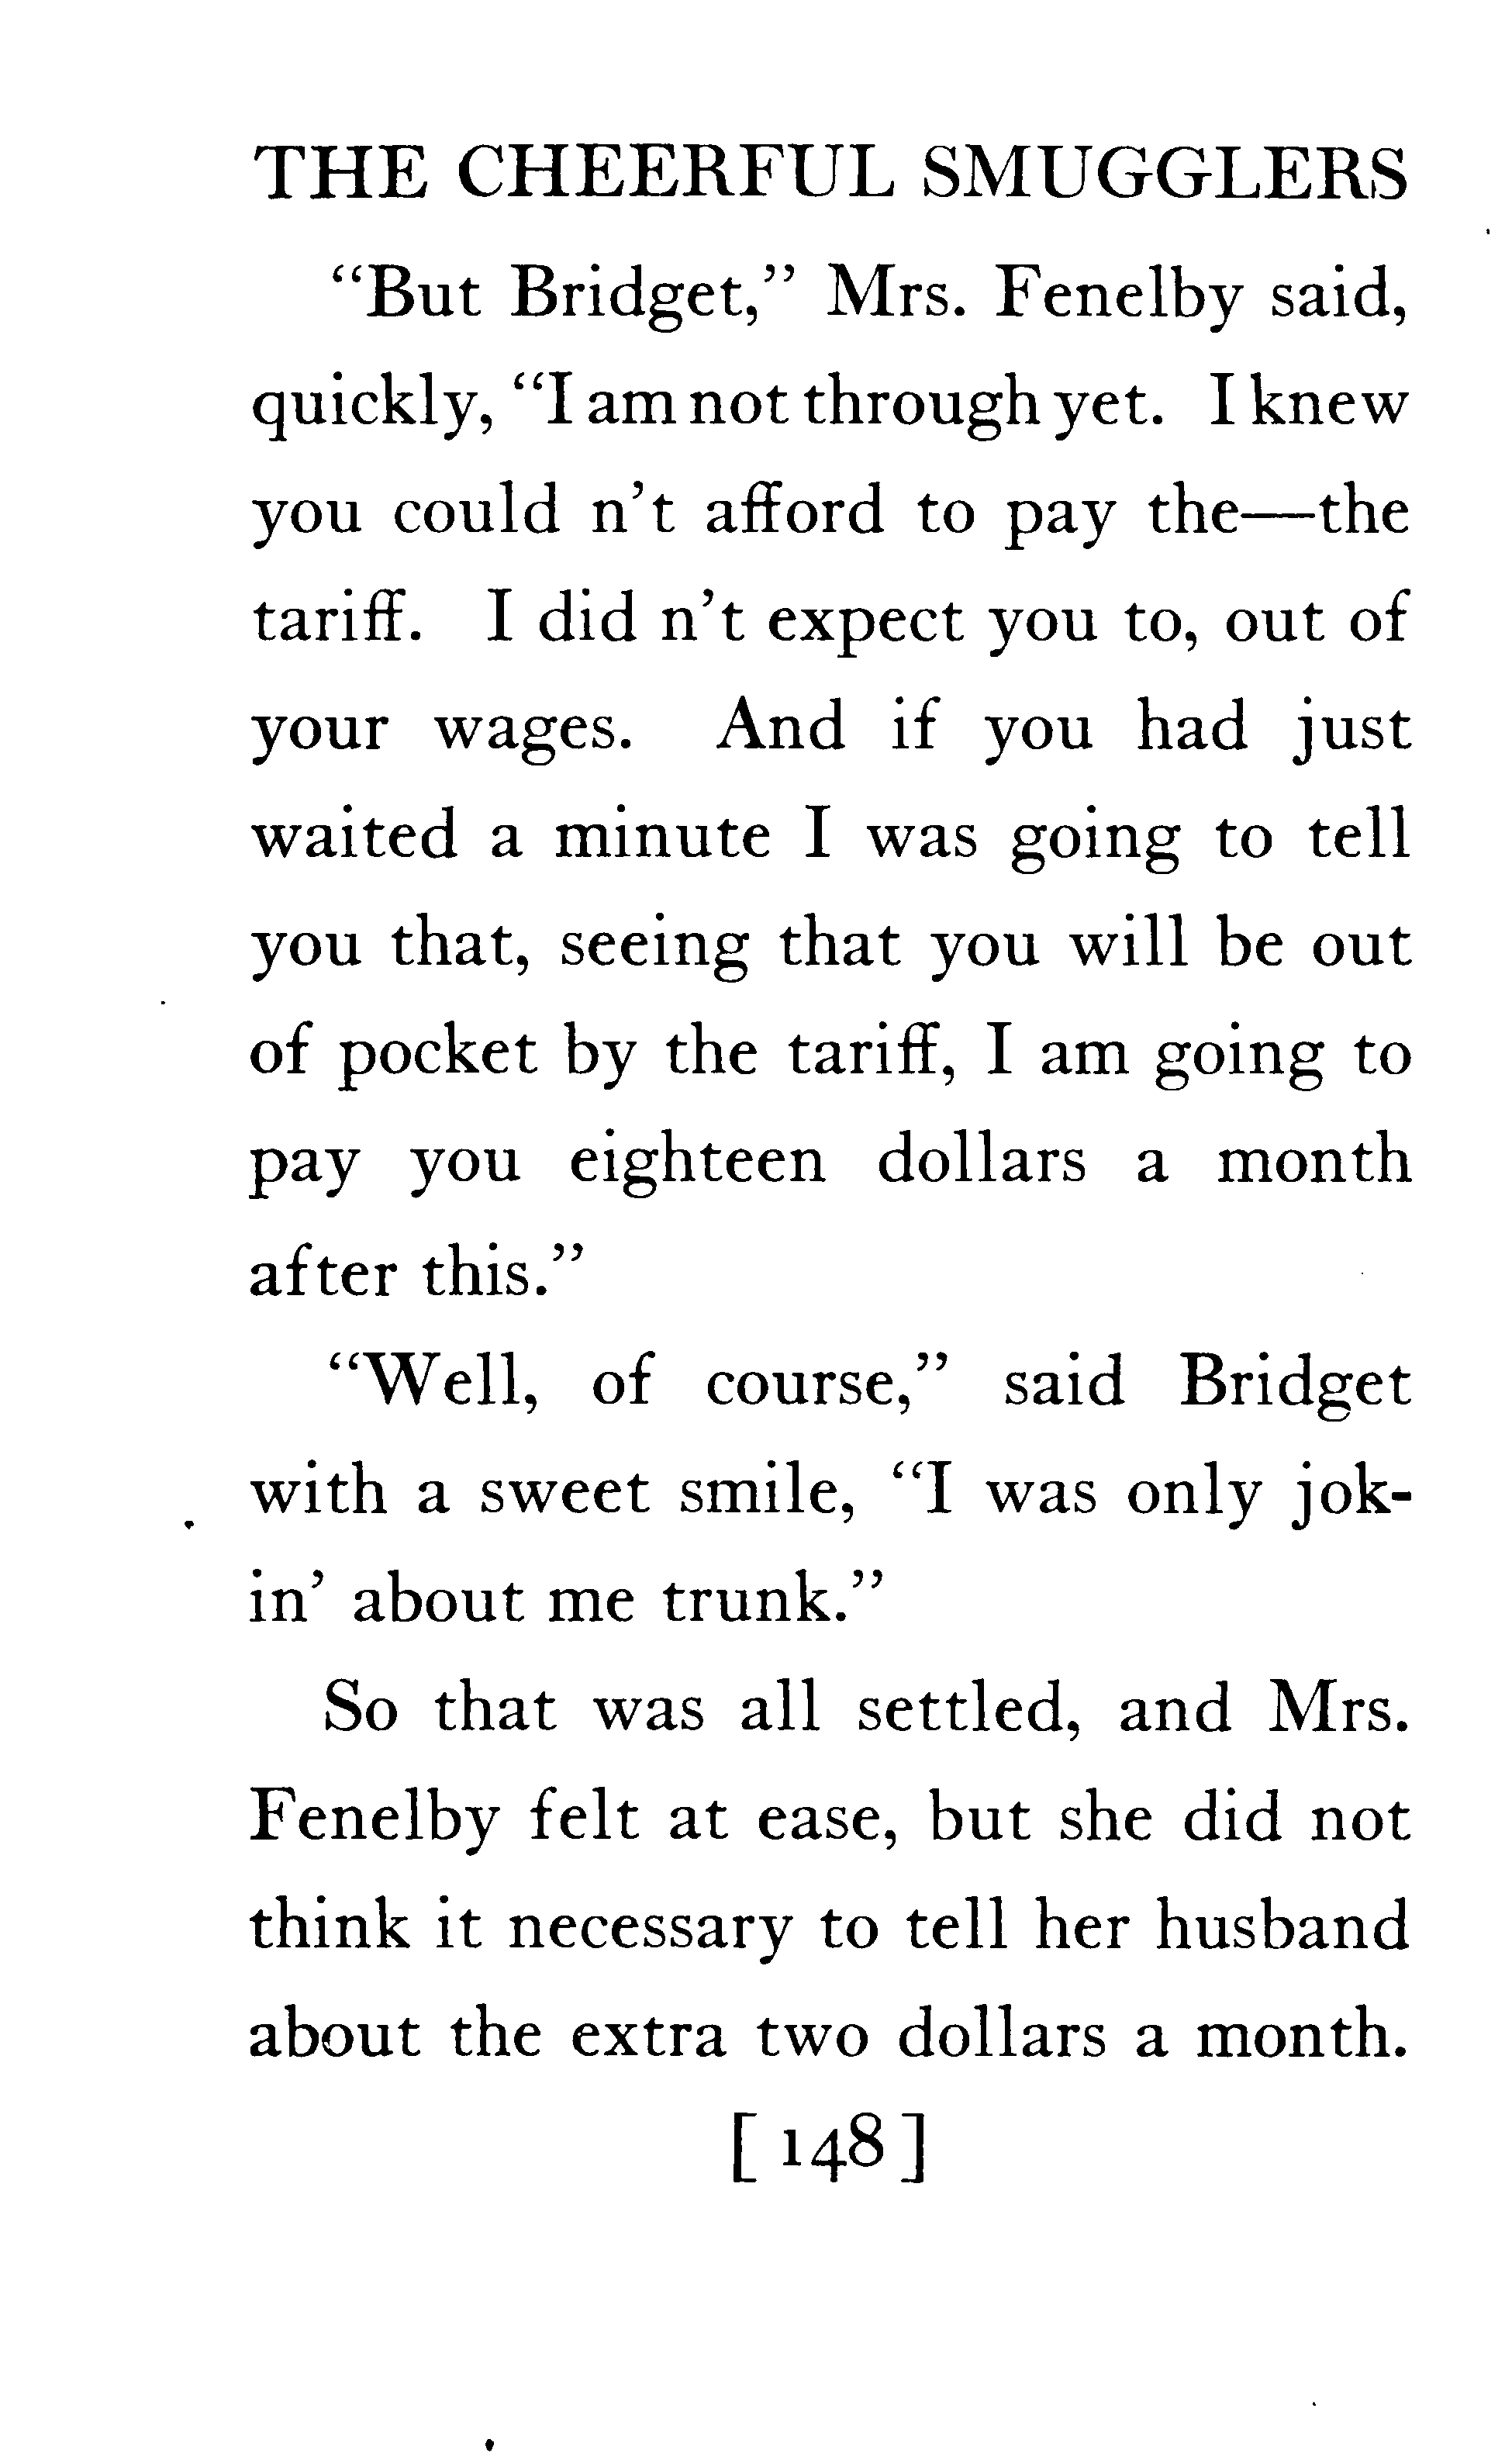 THE CHEERFUL SMUGGLERS
"But Bridget," Mrs. Fenelby said,
quickly, "I am not through yet. I knew
you could n't afford to pay the—the
tariff. I did n't expect you to, out of
your wages. And if you had just
waited a minute I was going to tell
you that, seeing that you will be out
of pocket by the tariff, I am going to
pay you eighteen dollars a month
after this."
"Well, of course," said Bridget
with a sweet smile, "I was only jok-
in' about me trunk."
So that was all settled, and Mrs.
Fenelby felt at ease, but she did not
think it necessary to tell her husband
about the extra two dollars a month.
[148]